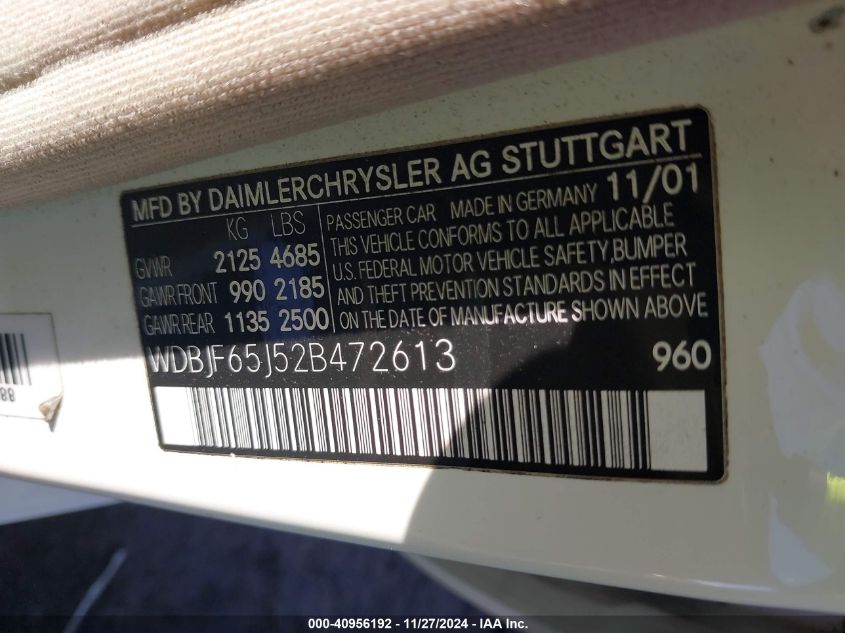 MFD BY DAIMLERCHRYSLER AG STUTTGART
KG LBS
GVWR 2125 4685
GAWR FRONT 990 2185
GAWR REAR 1135 2500
PASSENGER CAR MADE IN GERMANY 11/01
THIS VEHICLE CONFORMS TO ALL APPLICABLE
U.S. FEDERAL MOTOR VEHICLE SAFETY, BUMPER
AND THEFT PREVENTION STANDARDS IN EFFECT
ON THE DATE OF MANUFACTURE SHOWN ABOVE
WDBJF65J52B472613 960
88
000-40956192 - 11/27/2024 - IAA Inc.